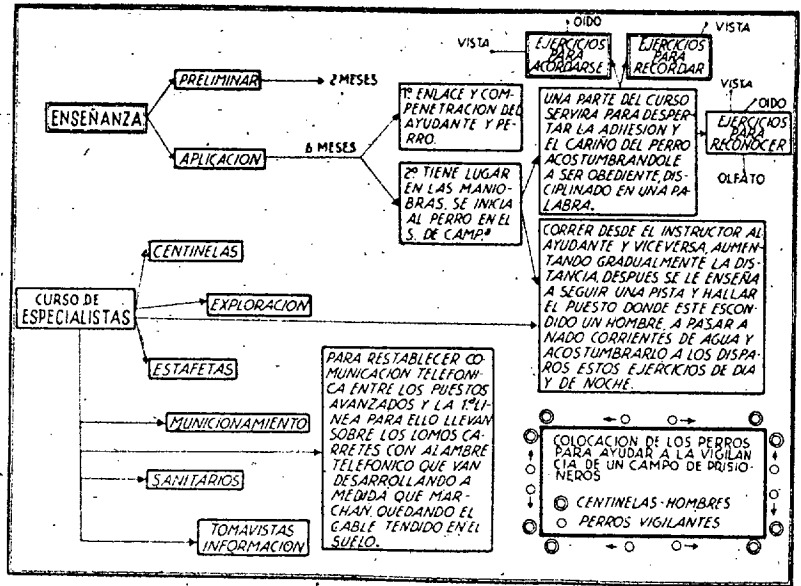 ENSEÑANZA
PRELIMINAR
2 MESES
APLICACION
6 MESES
1º ENLACE Y COM-
PENETRACION DEL
AYUDANTE Y PE-
RRO.
2º TIENE LUGAR
EN LAS MANIO-
BRAS. SE INICIA
AL PERRO EN EL
S. DE CAMP.ª
VISTA
OIDO
EJERCICIOS
PARA
ACORDARSE
VISTA
EJERCICIOS
PARA
RECORDAR
UNA PARTE DEL CURSO
SERVIRA PARA DESPER-
TAR LA ADHESION Y
EL CARIÑO DEL PERRO
ACOSTUMBRANDOLE
A SER OBEDIENTE, DIS-
CIPLINADO EN UNA PA-
LABRA.
VISTA
OIDO
EJERCICIOS
PARA
RECONOCER
OLFATO
CORRER DESDE EL INSTRUCTOR AL
AYUDANTE Y VICEVERSA, AUMEN-
TANDO GRADUALMENTE LA DIS-
TANCIA, DESPUES SE LE ENSEÑA
A SEGUIR UNA PISTA Y HALLAR
EL PUESTO DONDE ESTE ESCON-
DIDO UN HOMBRE, A PASAR A
NADO CORRIENTES DE AGUA Y
ACOSTUMBRARLO A LOS DISPA-
ROS ESTOS EJERCICIOS DE DIA
Y DE NOCHE.
CURSO DE
ESPECIALISTAS
CENTINELAS
EXPLORACION
ESTAFETAS
MUNICIONAMIENTO
SANITARIOS
TOMAVISTAS
INFORMACION
PARA RESTABLECER CO-
MUNICACION TELEFONI-
CA ENTRE LOS PUESTOS
AVANZADOS Y LA 1ª LI-
NEA PARA ELLO LLEVAN
SOBRE LOS LOMOS CA-
RRETES CON ALAMBRE
TELEFONICO QUE VAN
DESARROLLANDO A
MEDIDA QUE MAR-
CHAN, QUEDANDO EL
CABLE TENDIDO EN EL
SUELO.
COLOCACION DE LOS PERROS
PARA AYUDAR A LA VIGILAN
CIA DE UN CAMPO DE PRISIO-
NEROS
CENTINELAS-HOMBRES
PERROS VIGILANTES